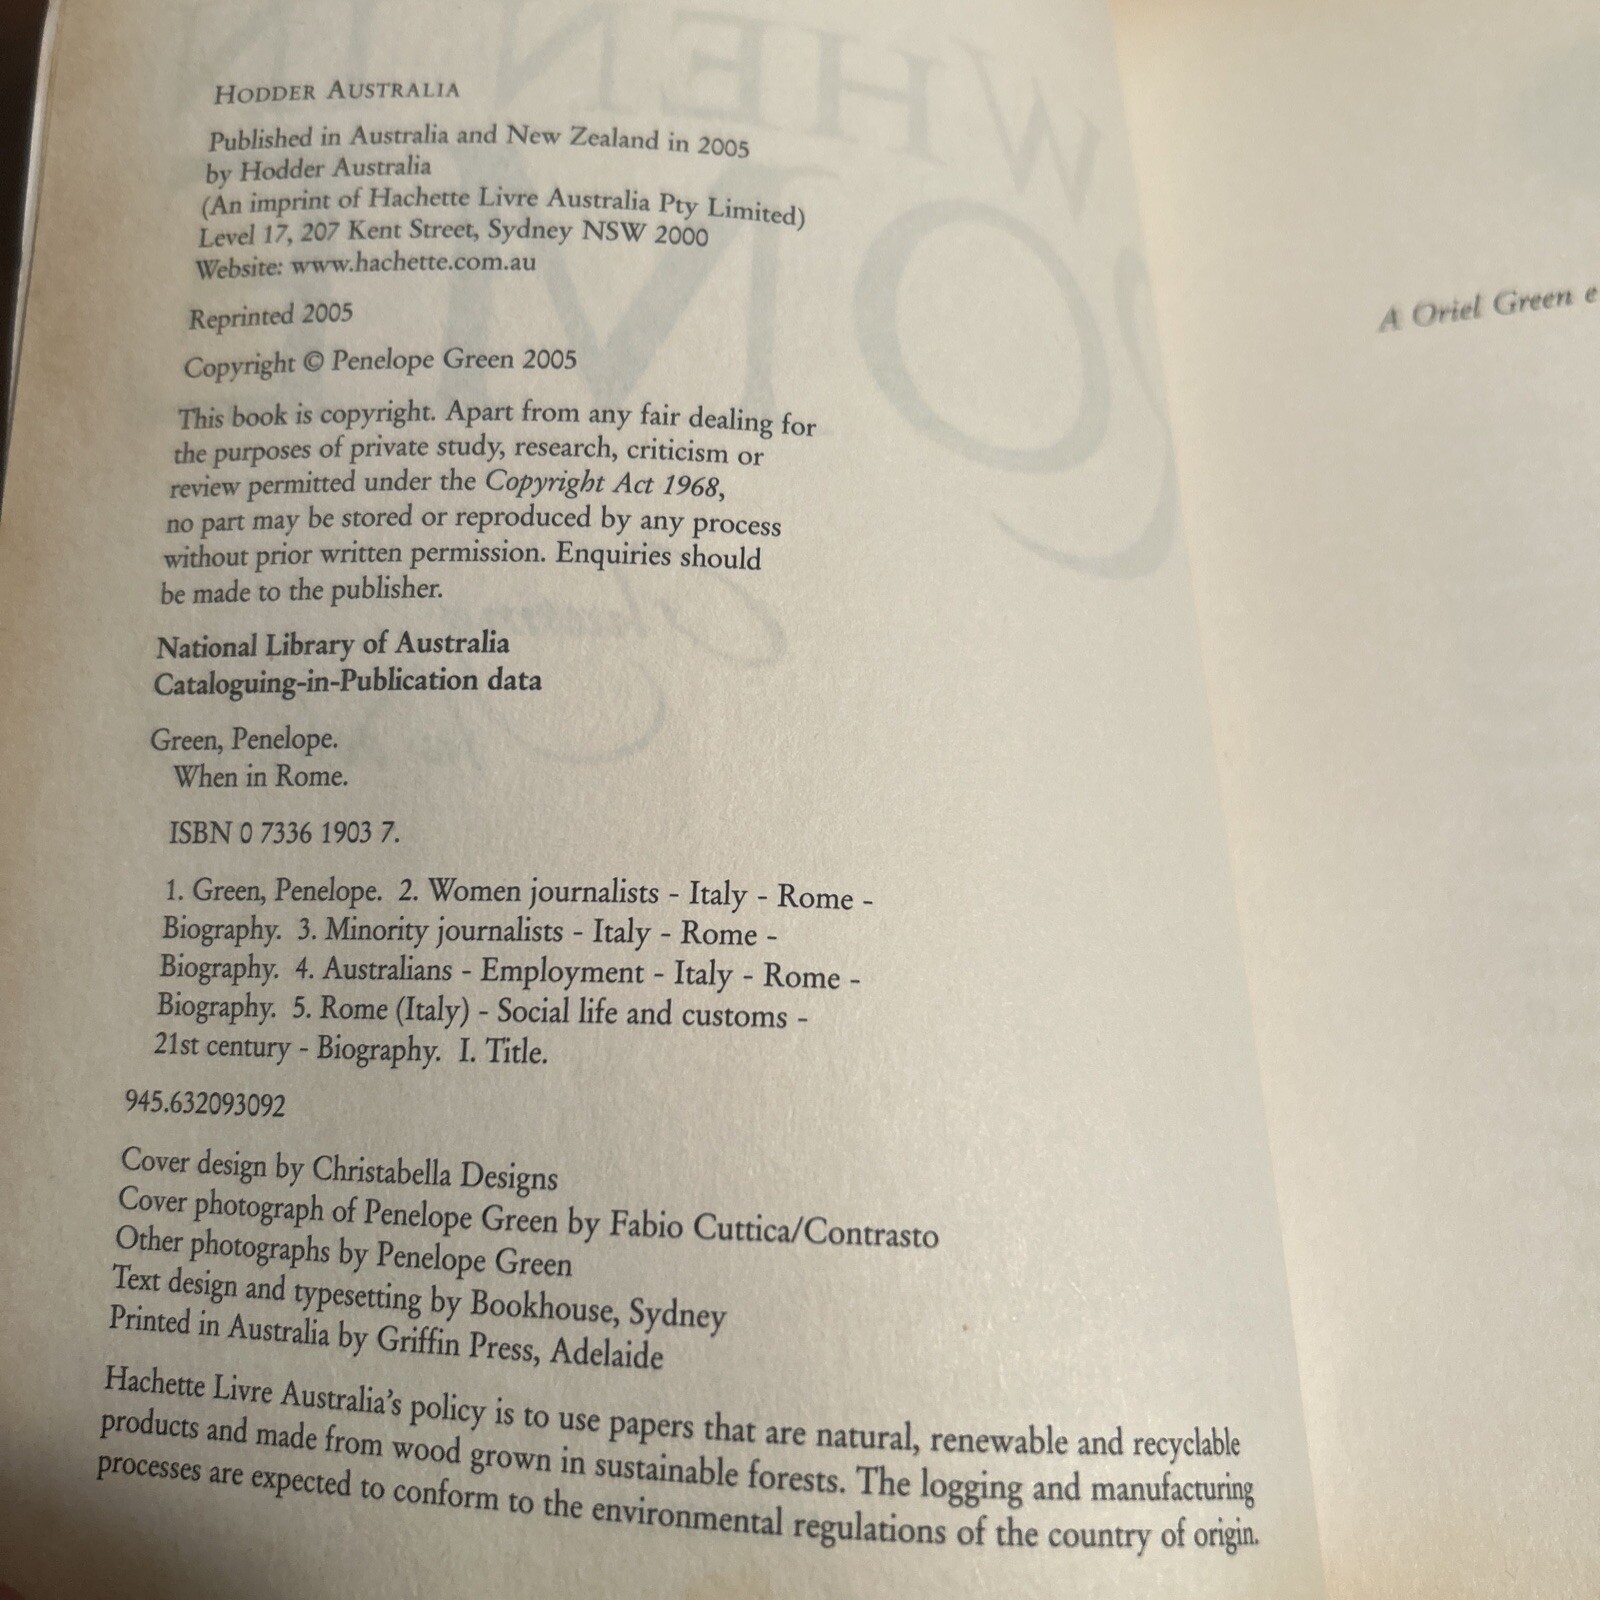 HODDER AUSTRALIA
Published in Australia and New Zealand in 2005
by Hodder Australia
(An imprint of Hachette Livre Australia Pty Limited)
Level 17, 207 Kent Street, Sydney NSW 2000
Website: www.hachette.com.au
Reprinted 2005
Copyright © Penelope Green 2005
This book is copyright. Apart from any fair dealing for
the purposes of private study, research, criticism or
review permitted under the Copyright Act 1968,
no part may be stored or reproduced by any process
without prior written permission. Enquiries should
be made to the publisher.
National Library of Australia
Cataloguing-in-Publication data
Green, Penelope.
When in Rome.
ISBN 0 7336 1903 7.
1. Green, Penelope. 2. Women journalists - Italy - Rome -
Biography. 3. Minority journalists - Italy - Rome -
Biography. 4. Australians - Employment - Italy - Rome -
Biography. 5. Rome (Italy) - Social life and customs -
21st century - Biography. I. Title.
945.632093092
Cover design by Christabella Designs
Cover photograph of Penelope Green by Fabio Cuttica/Contrasto
Other photographs by Penelope Green
Text design and typesetting by Bookhouse, Sydney
Printed in Australia by Griffin Press, Adelaide
Hachette Livre Australia's policy is to use papers that are natural, renewable and recyclable
products and made from wood grown in sustainable forests. The logging and manufacturing
processes are expected to conform to the environmental regulations of the country of origin.
A Oriel Green e